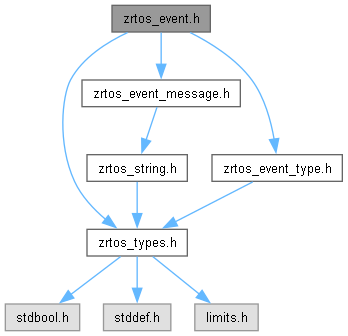 zrtos_event.h
zrtos_event_message.h
zrtos_string.h
zrtos_event_type.h
zrtos_types.h
stdbool.h
stddef.h
limits.h